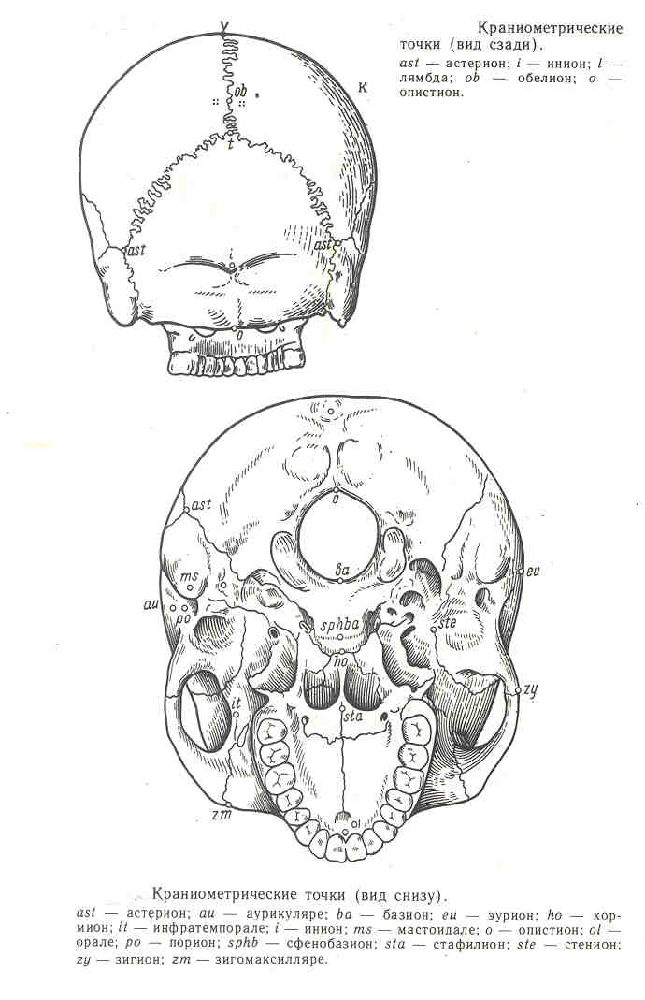 Краниометрические
точки (вид сзади).
ast — астерион; i — инион; l —
лямбда; ob — обелион; o —
опистион.
v
ob
к
t
ast
i
ast
o
o
ast
ba
eu
ms
au
po
sphba
ste
ho
zy
it
sta
zm
ol
Краниометрические точки (вид снизу).
ast — астерион; au — аурикуляре; ba — базион; eu — эурион; ho — хор-
мион; it — инфратемпорале; i — инион; ms — мастоидале; o — опистион; ol —
орале; po — порион; sphb — сфенобазион; sta — стафилион; ste — стенион;
zy — зигион; zm — зигомаксилляре.